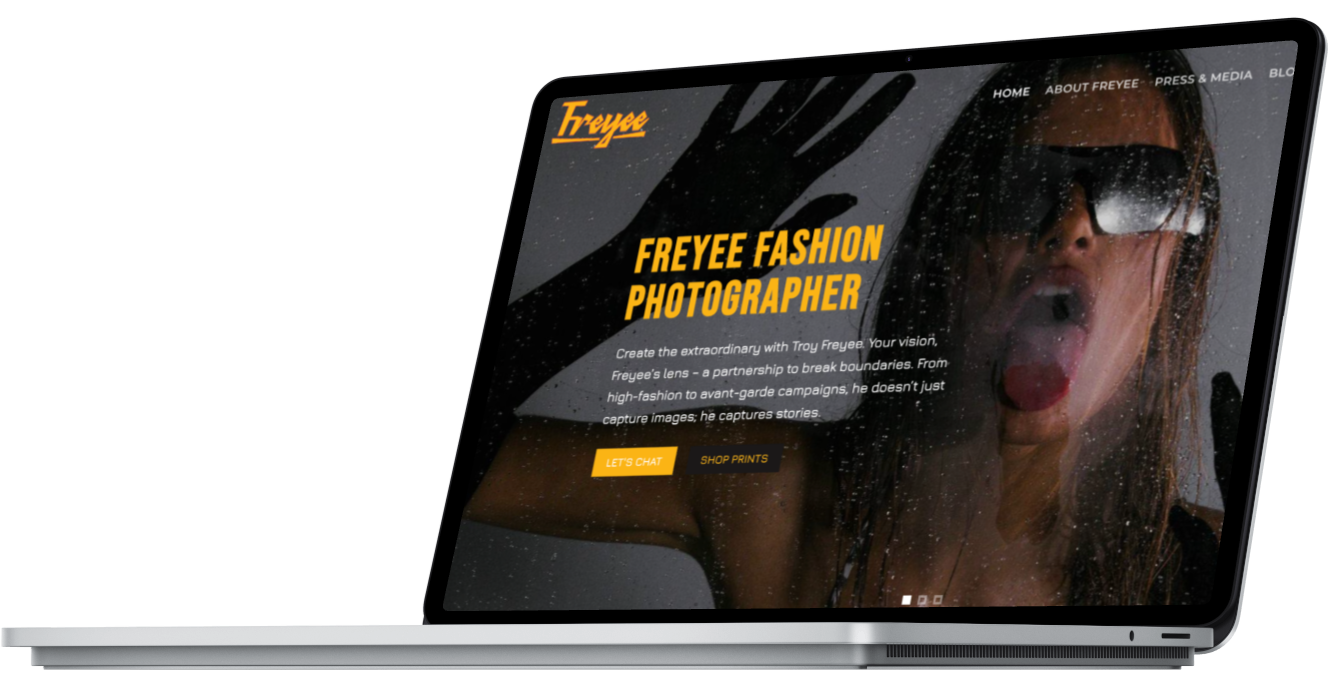 Freyee
HOME ABOUT FREYEE PRESS & MEDIA BLO
FREYEE FASHION
PHOTOGRAPHER
Create the extraordinary with Troy Freyee. Your vision,
Freyee's lens – a partnership to break boundaries. From
high-fashion to avant-garde campaigns, he doesn't just
capture images; he captures stories.
LET'S CHAT SHOP PRINTS